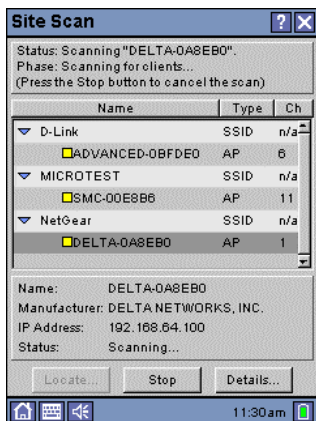 Site Scan ? X
Status: Scanning "DELTA-0A8EB0".
Phase: Scanning for clients...
(Press the Stop button to cancel the scan)
Name Type Ch
D-Link SSID n/a
ADVANCED-0BFDE0 AP 6
MICROTEST SSID n/a
SMC-00E8B6 AP 11
NetGear SSID n/a
DELTA-0A8EB0 AP 1
Name: DELTA-0A8EB0
Manufacturer: DELTA NETWORKS, INC.
IP Address: 192.168.64.100
Status: Scanning...
Locate... Stop Details...
11:30am